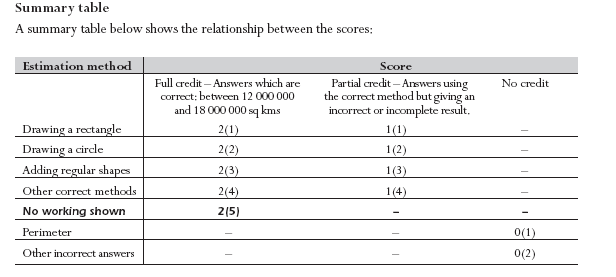 Summary table
A summary table below shows the relationship between the scores:
Estimation method Score
Full credit – Answers which are Partial credit – Answers using No credit
correct: between 12 000 000 the correct method but giving an
and 18 000 000 sq kms incorrect or incomplete result.
Drawing a rectangle 2(1) 1(1) –
Drawing a circle 2(2) 1(2) –
Adding regular shapes 2(3) 1(3) –
Other correct methods 2(4) 1(4) –
No working shown 2(5) – –
Perimeter – – 0(1)
Other incorrect answers – – 0(2)